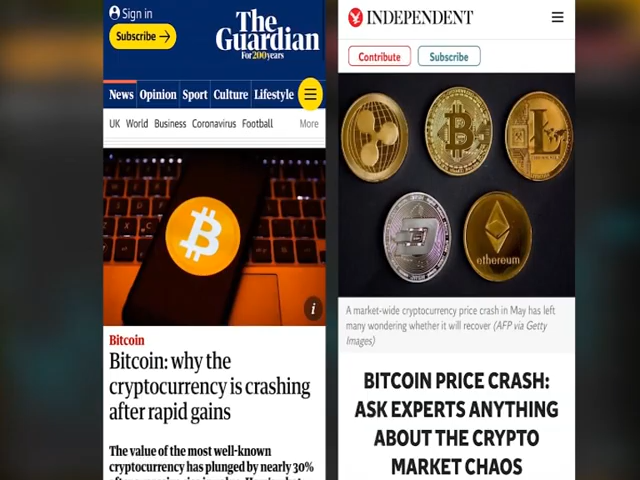 Sign in
Subscribe →
The
Guardian
For 200 years
News
Opinion
Sport
Culture
Lifestyle
UK
World
Business
Coronavirus
Football
More
i
Bitcoin
Bitcoin: why the
cryptocurrency is crashing
after rapid gains
The value of the most well-known
cryptocurrency has plunged by nearly 30%
INDEPENDENT
Contribute
Subscribe
ethereum
A market-wide cryptocurrency price crash in May has left
many wondering whether it will recover (AFP via Getty
Images)
BITCOIN PRICE CRASH:
ASK EXPERTS ANYTHING
ABOUT THE CRYPTO
MARKET CHAOS